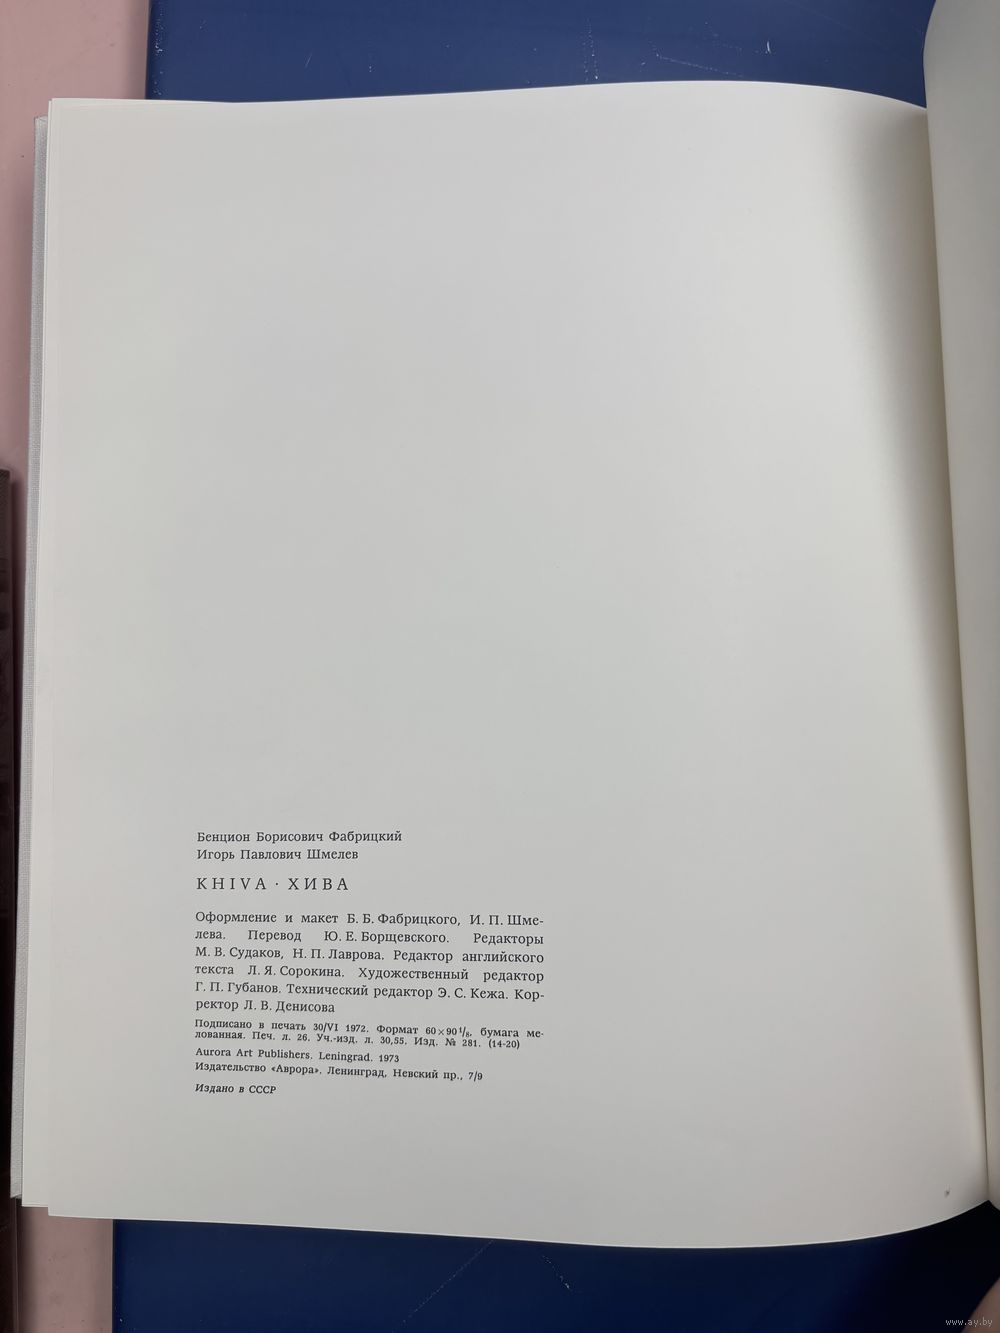 Бенцион Борисович Фабрицкий
Игорь Павлович Шмелев
KHIVA · ХИВА
Оформление и макет Б. Б. Фабрицкого, И. П. Шме-
лева. Перевод Ю. Е. Борщевского. Редакторы
М. В. Судаков, Н. П. Лаврова. Редактор английского
текста Л. Я. Сорокина. Художественный редактор
Г. П. Губанов. Технический редактор Э. С. Кежа. Кор-
ректор Л. В. Денисова
Подписано в печать 30/VI 1972. Формат 60×90 1/8, бумага ме-
лованная. Печ. л. 26. Уч.-изд. л. 30,55. Изд. № 281. (14-20)
Aurora Art Publishers. Leningrad. 1973
Издательство «Аврора». Ленинград, Невский пр., 7/9
Издано в СССР
www.ay.by